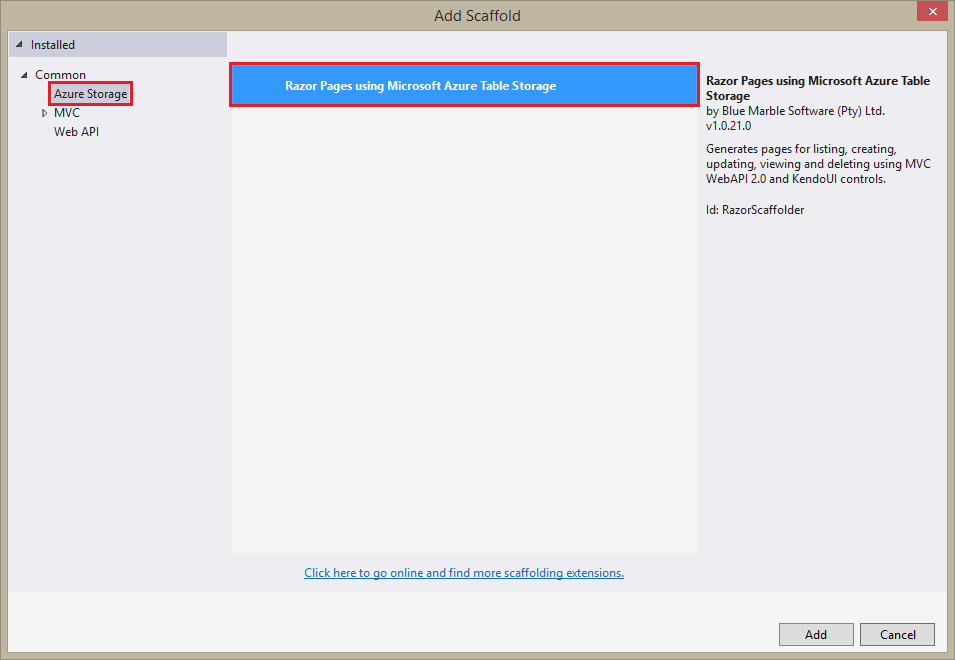 Add Scaffold
Installed
Common
Azure Storage
MVC
Web API
Razor Pages using Microsoft Azure Table Storage
Razor Pages using Microsoft Azure Table
Storage
by Blue Marble Software (Pty) Ltd.
v1.0.21.0
Generates pages for listing, creating,
updating, viewing and deleting using MVC
WebAPI 2.0 and KendoUI controls.
Id: RazorScaffolder
Click here to go online and find more scaffolding extensions.
Add
Cancel